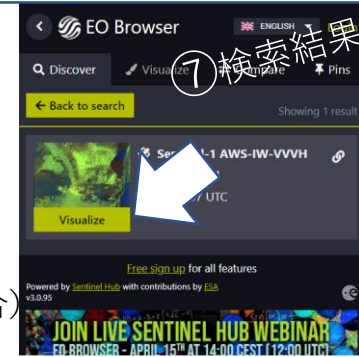 EO Browser
ENGLISH
⑦検索結果
Discover
Visualize
Compare
Pins
← Back to search
Showing 1 result
Sentinel-1 AWS-IW-VVVH
UTC
Visualize
Free sign up for all features
Powered by Sentinel Hub with contributions by ESA
v3.0.95
合)
JOIN LIVE SENTINEL HUB WEBINAR
EO BROWSER - APRIL 15TH AT 14:00 CEST (12:00 UTC)